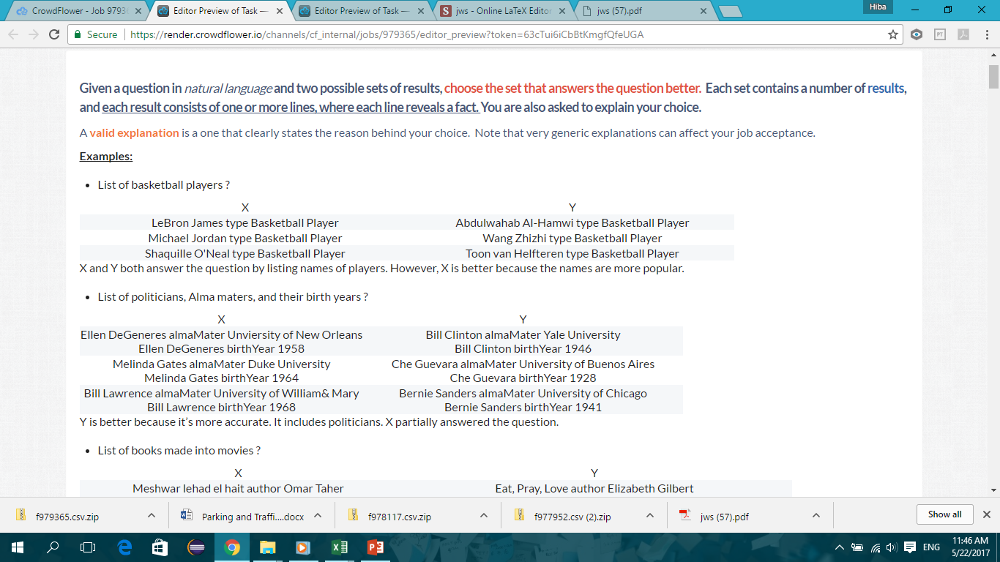 CrowdFlower - Job 9793
Editor Preview of Task —
Editor Preview of Task —
jws - Online LaTeX Editor
jws (57).pdf
Hiba
Secure
https://render.crowdflower.io/channels/cf_internal/jobs/979365/editor_preview?token=63cTui6iCbBtKmgfQfeUGA
Given a question in natural language and two possible sets of results, choose the set that answers the question better. Each set contains a number of results,
and each result consists of one or more lines, where each line reveals a fact. You are also asked to explain your choice.
A valid explanation is a one that clearly states the reason behind your choice. Note that very generic explanations can affect your job acceptance.
Examples:
• List of basketball players ?
X Y
LeBron James type Basketball Player Abdulwahab Al-Hamwi type Basketball Player
Michael Jordan type Basketball Player Wang Zhizhi type Basketball Player
Shaquille O'Neal type Basketball Player Toon van Helfteren type Basketball Player
X and Y both answer the question by listing names of players. However, X is better because the names are more popular.
• List of politicians, Alma maters, and their birth years ?
X Y
Ellen DeGeneres almaMater Unviersity of New Orleans Bill Clinton almaMater Yale University
Ellen DeGeneres birthYear 1958 Bill Clinton birthYear 1946
Melinda Gates almaMater Duke University Che Guevara almaMater University of Buenos Aires
Melinda Gates birthYear 1964 Che Guevara birthYear 1928
Bill Lawrence almaMater University of William& Mary Bernie Sanders almaMater University of Chicago
Bill Lawrence birthYear 1968 Bernie Sanders birthYear 1941
Y is better because it's more accurate. It includes politicians. X partially answered the question.
• List of books made into movies ?
X Y
Meshwar lehad el hait author Omar Taher Eat, Pray, Love author Elizabeth Gilbert
f979365.csv.zip
Parking and Traffi....docx
f978117.csv.zip
f977952.csv (2).zip
jws (57).pdf
Show all
ENG
11:46 AM
5/22/2017